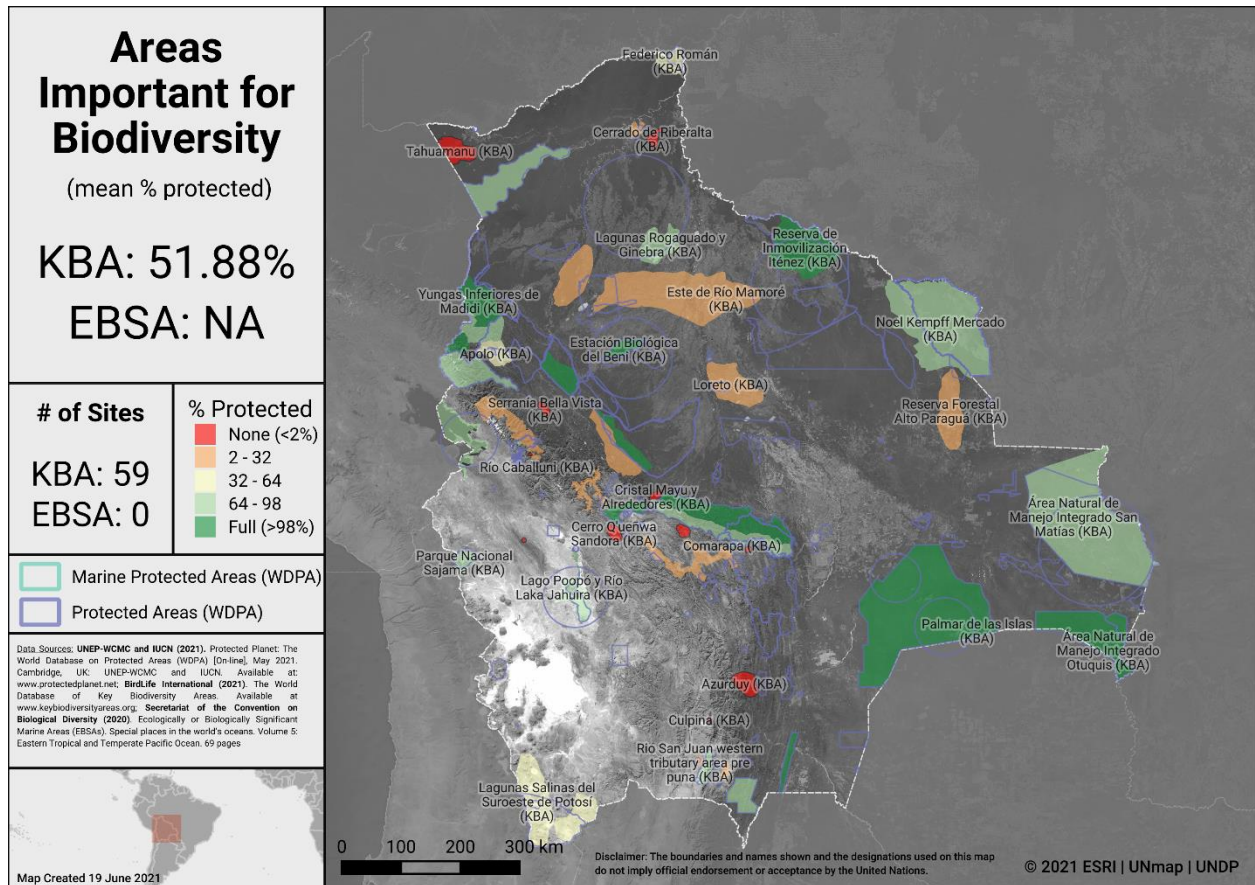 Areas
Important for
Biodiversity
(mean % protected)
KBA: 51.88%
EBSA: NA
# of Sites
KBA: 59
EBSA: 0
% Protected
None (<2%)
2 - 32
32 - 64
64 - 98
Full (>98%)
Marine Protected Areas (WDPA)
Protected Areas (WDPA)
Data Sources: UNEP-WCMC and IUCN (2021). Protected Planet: The
World Database on Protected Areas (WDPA) [On-line], May 2021.
Cambridge, UK: UNEP-WCMC and IUCN. Available at:
www.protectedplanet.net; BirdLife International (2021). The World
Database of Key Biodiversity Areas. Available at
www.keybiodiversityareas.org; Secretariat of the Convention on
Biological Diversity (2020). Ecologically or Biologically Significant
Marine Areas (EBSAs). Special places in the world's oceans. Volume 5:
Eastern Tropical and Temperate Pacific Ocean. 69 pages
Map Created 19 June 2021
Federico Román
(KBA)
Cerrado de Riberalta
(KBA)
Tahuamanu (KBA)
Lagunas Rogaguado y
Ginebra (KBA)
Reserva de
Inmovilización
Iténez (KBA)
Yungas Inferiores de
Madidi (KBA)
Este de Río Mamoré
(KBA)
Noel Kempff Mercado
(KBA)
Apolo (KBA)
Estación Biológica
del Beni (KBA)
Loreto (KBA)
Serranía Bella Vista
(KBA)
Reserva Forestal
Alto Paraguá (KBA)
Río Caballuni (KBA)
Cristal Mayu y
Alrededores (KBA)
Cerro Q'ueñwa
Sandora (KBA)
Comarapa (KBA)
Área Natural de
Manejo Integrado San
Matías (KBA)
Parque Nacional
Sajama (KBA)
Lago Poopó y Río
Laka Jahuira (KBA)
Palmar de las Islas
(KBA)
Área Natural de
Manejo Integrado
Otuquis (KBA)
Azurduy (KBA)
Culpina (KBA)
Rio San Juan western
tributary area pre
puna (KBA)
Lagunas Salinas del
Suroeste de Potosí
(KBA)
0 100 200 300 km
Disclaimer: The boundaries and names shown and the designations used on this map
do not imply official endorsement or acceptance by the United Nations.
© 2021 ESRI | UNmap | UNDP